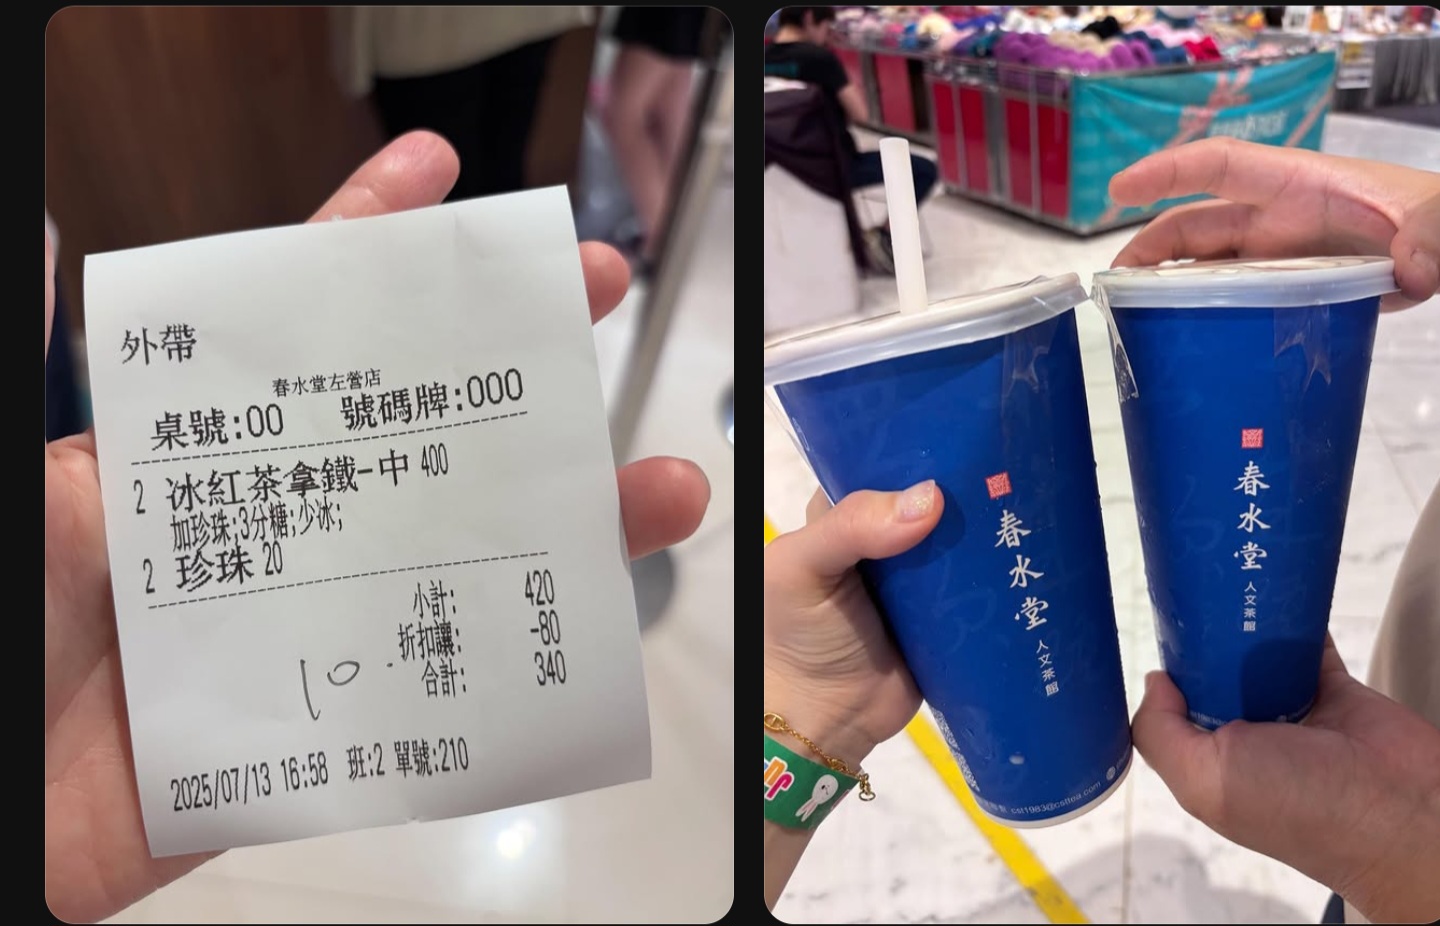 外帶
春水堂左營店
桌號:00 號碼牌:000
2 冰紅茶拿鐵-中 400
加珍珠;3分糖;少冰;
2 珍珠 20
小計: 420
折扣讓: -80
合計: 340
10
2025/07/13 16:58 班:2 單號:210
春水堂
人文茶館
cst1983@csttea.com
春水堂
人文茶館